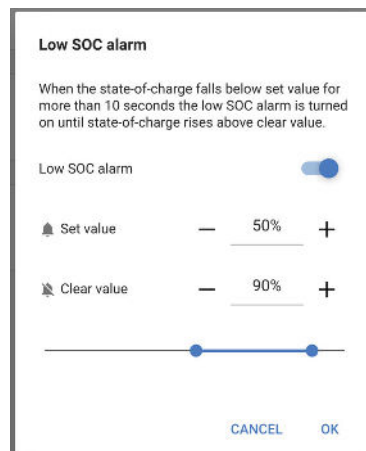 Low SOC alarm
When the state-of-charge falls below set value for
more than 10 seconds the low SOC alarm is turned
on until state-of-charge rises above clear value.
Low SOC alarm
Set value — 50% +
Clear value — 90% +
CANCEL OK